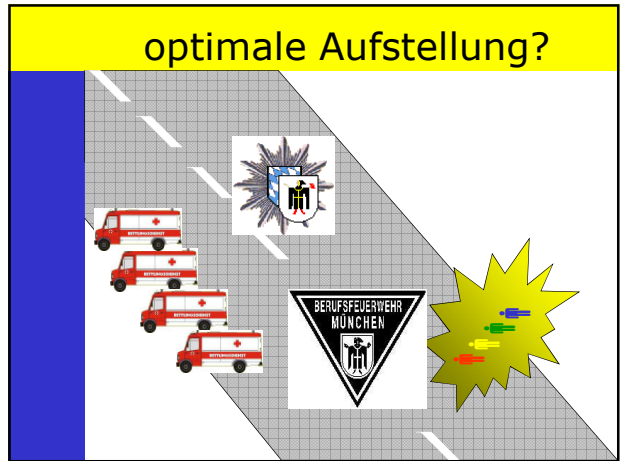 optimale Aufstellung?
RETTUNGSDIENST
RETTUNGSDIENST
RETTUNGSDIENST
RETTUNGSDIENST
BERUFSFEUERWEHR
MÜNCHEN